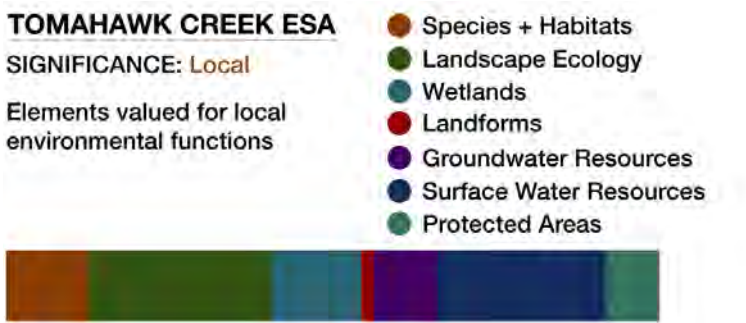 TOMAHAWK CREEK ESA
SIGNIFICANCE: Local
Elements valued for local
environmental functions
Species + Habitats
Landscape Ecology
Wetlands
Landforms
Groundwater Resources
Surface Water Resources
Protected Areas